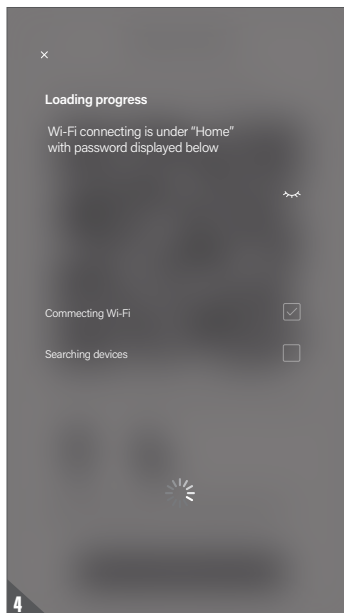 ×
Loading progress
Wi-Fi connecting is under “Home”
with password displayed below
Commecting Wi-Fi
Searching devices
4